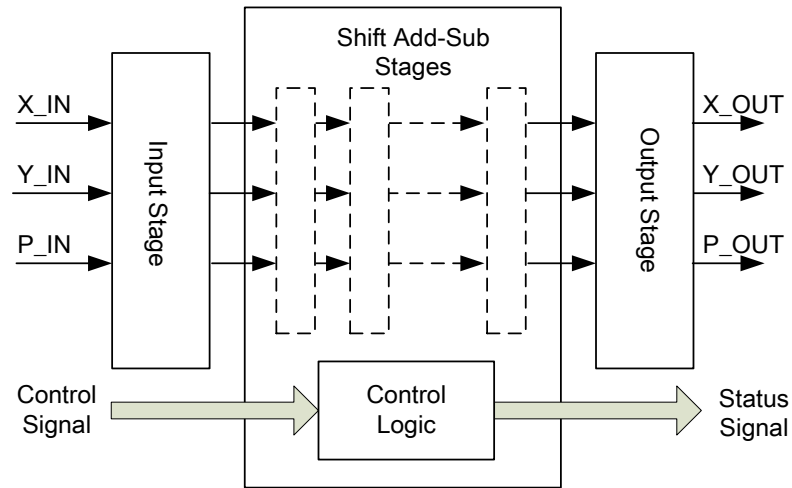 Shift Add-Sub
Stages
X_IN
Y_IN
P_IN
Input Stage
Output Stage
X_OUT
Y_OUT
P_OUT
Control
Signal
Control
Logic
Status
Signal